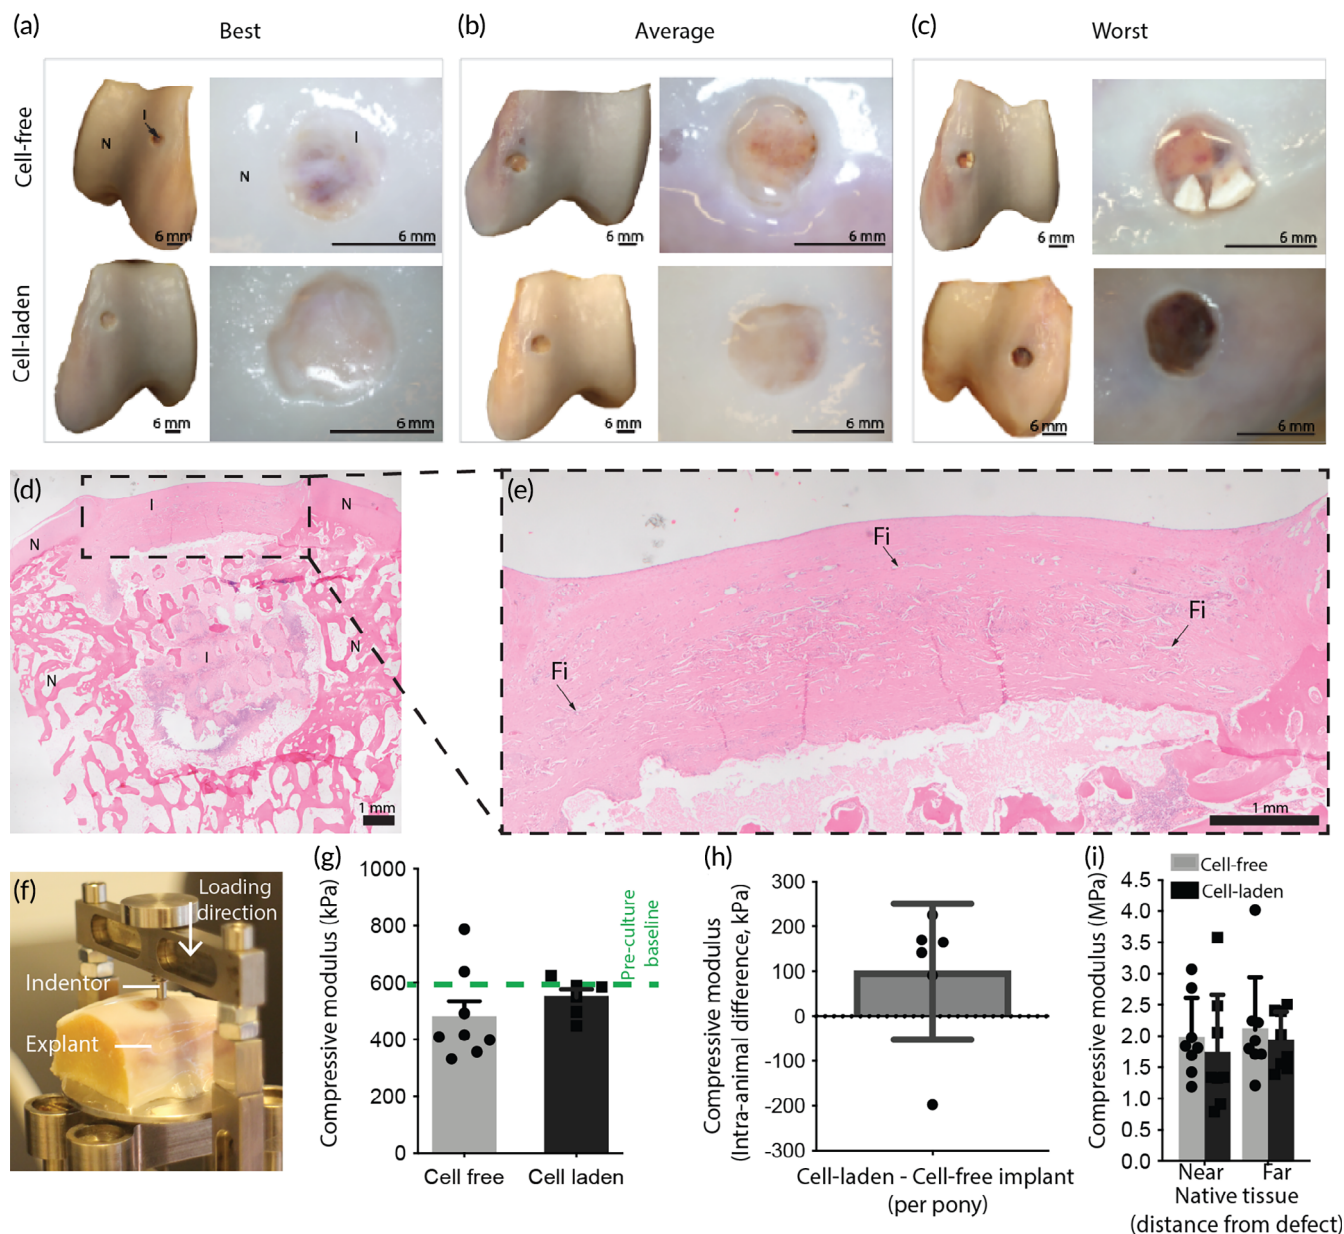 (a)
Best
(b)
Average
(c)
Worst
Cell-free
N
I
6 mm
N
I
6 mm
6 mm
6 mm
6 mm
6 mm
Cell-laden
6 mm
6 mm
6 mm
6 mm
6 mm
6 mm
(d)
I
N
N
I
N
N
1 mm
(e)
Fi
Fi
Fi
1 mm
(f)
Loading
direction
Indentor
Explant
(g)
Compressive modulus (kPa)
1000
800
600
400
200
0
Pre-culture
baseline
Cell free
Cell laden
(h)
Compressive modulus
(Intra-animal difference, kPa)
300
200
100
0
-100
-200
-300
Cell-laden - Cell-free implant
(per pony)
(i)
Cell-free
Cell-laden
Compressive modulus (MPa)
4.5
4.0
3.5
3.0
2.5
2.0
1.5
1.0
0.5
0.0
Near
Far
Native tissue
(distance from defect)